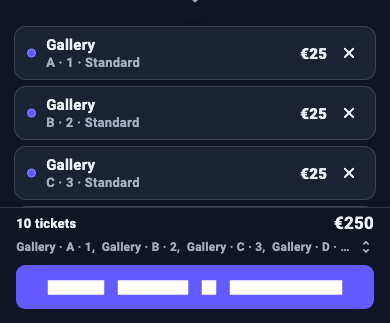 Gallery
A · 1 · Standard
€25 ✕
Gallery
B · 2 · Standard
€25 ✕
Gallery
C · 3 · Standard
€25 ✕
10 tickets €250
Gallery · A · 1, Gallery · B · 2, Gallery · C · 3, Gallery · D · ...